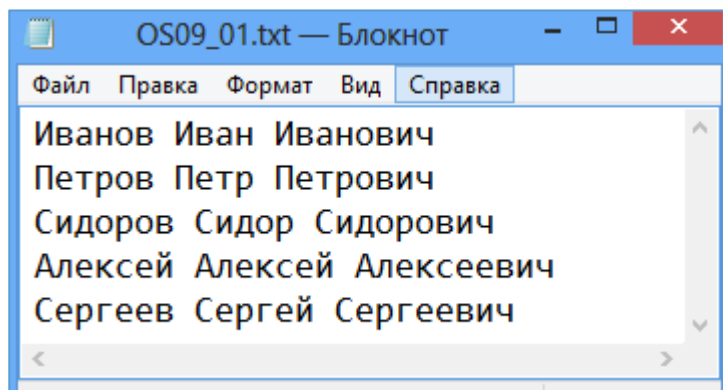 OS09_01.txt — Блокнот
Файл Правка Формат Вид Справка
Иванов Иван Иванович
Петров Петр Петрович
Сидоров Сидор Сидорович
Алексей Алексей Алексеевич
Сергеев Сергей Сергеевич